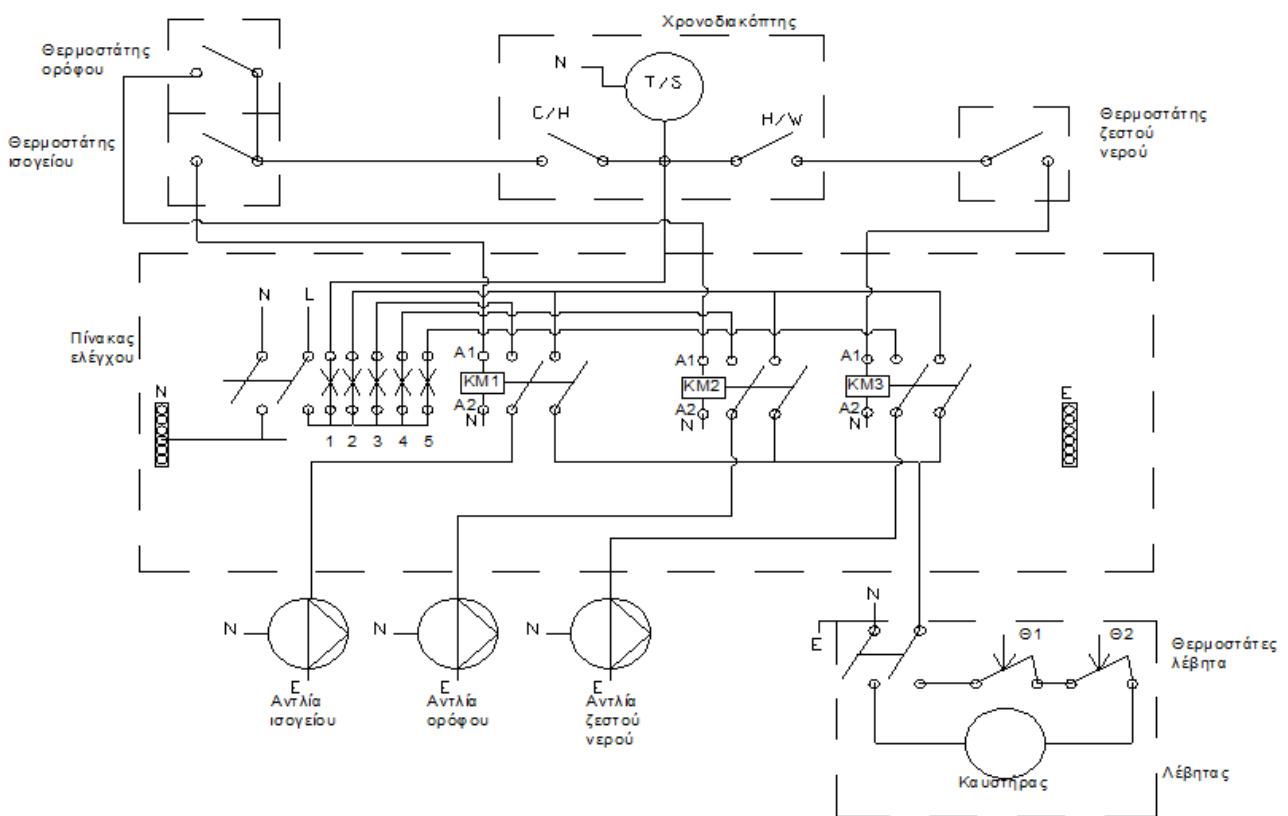 Χρονοδιακόπτης
Θερμοστάτης
ορόφου
N
T/S
C/H
H/W
Θερμοστάτης
ισογείου
Θερμοστάτης
ζεστού
νερού
N
L
Πίνακας
ελέγχου
A1
KM1
A2
N
A1
KM2
A2
N
A1
KM3
A2
N
N
E
1 2 3 4 5
N
N
N
E
E
E
Αντλία
ισογείου
Αντλία
ορόφου
Αντλία
ζεστού
νερού
N
E
Θ1
Θ2
Θερμοστάτες
λέβητα
Καυστήρας
Λέβητας